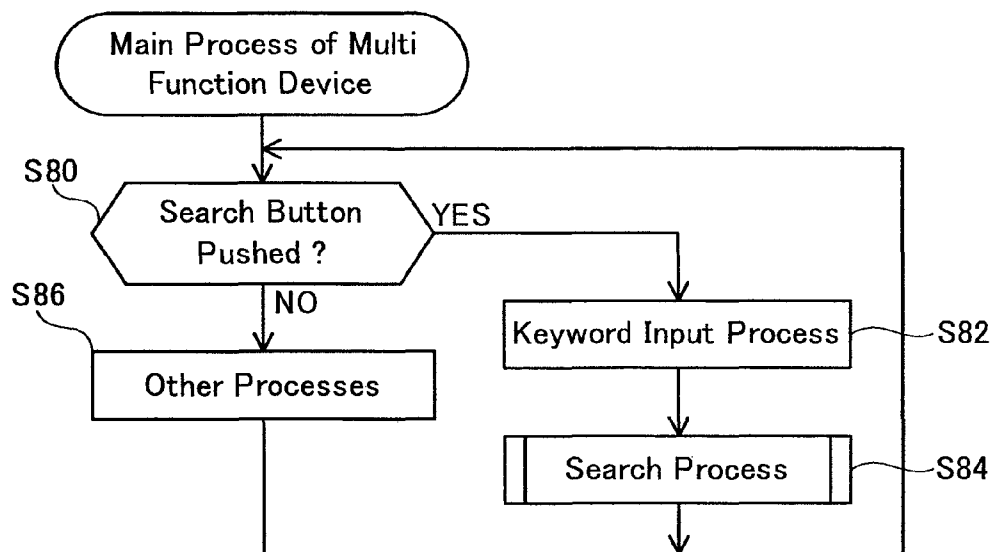 Main Process of Multi
Function Device
S80
Search Button
Pushed ?
YES
NO
S86
Other Processes
Keyword Input Process
S82
Search Process
S84